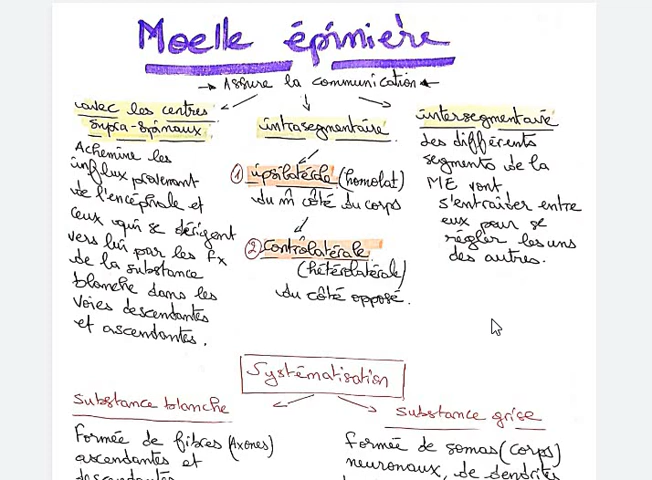 Moelle épinière
→ Assure la communication ←
avec les centres
supra-spinaux
Achemine les
influx provenant
de l'encéphale et
ceux qui se dirigent
vers lui par les fx
de la substance
blanche dans les
voies descendantes
et ascendantes.
intrasegmentaire
① ipsilatérale (homolat)
du m̂ côté du corps
② Contrôlatérale
(hétérolatérale)
du côté opposé.
intersegmentaire
des différents
segments de la
ME vont
s'entraider entre
eux pour se
régler les uns
des autres.
Systématisation
Substance blanche
Formée de fibres (Axones)
ascendantes et
descendantes
Substance grise
formée de somas (corps)
neuronaux, de dendrites